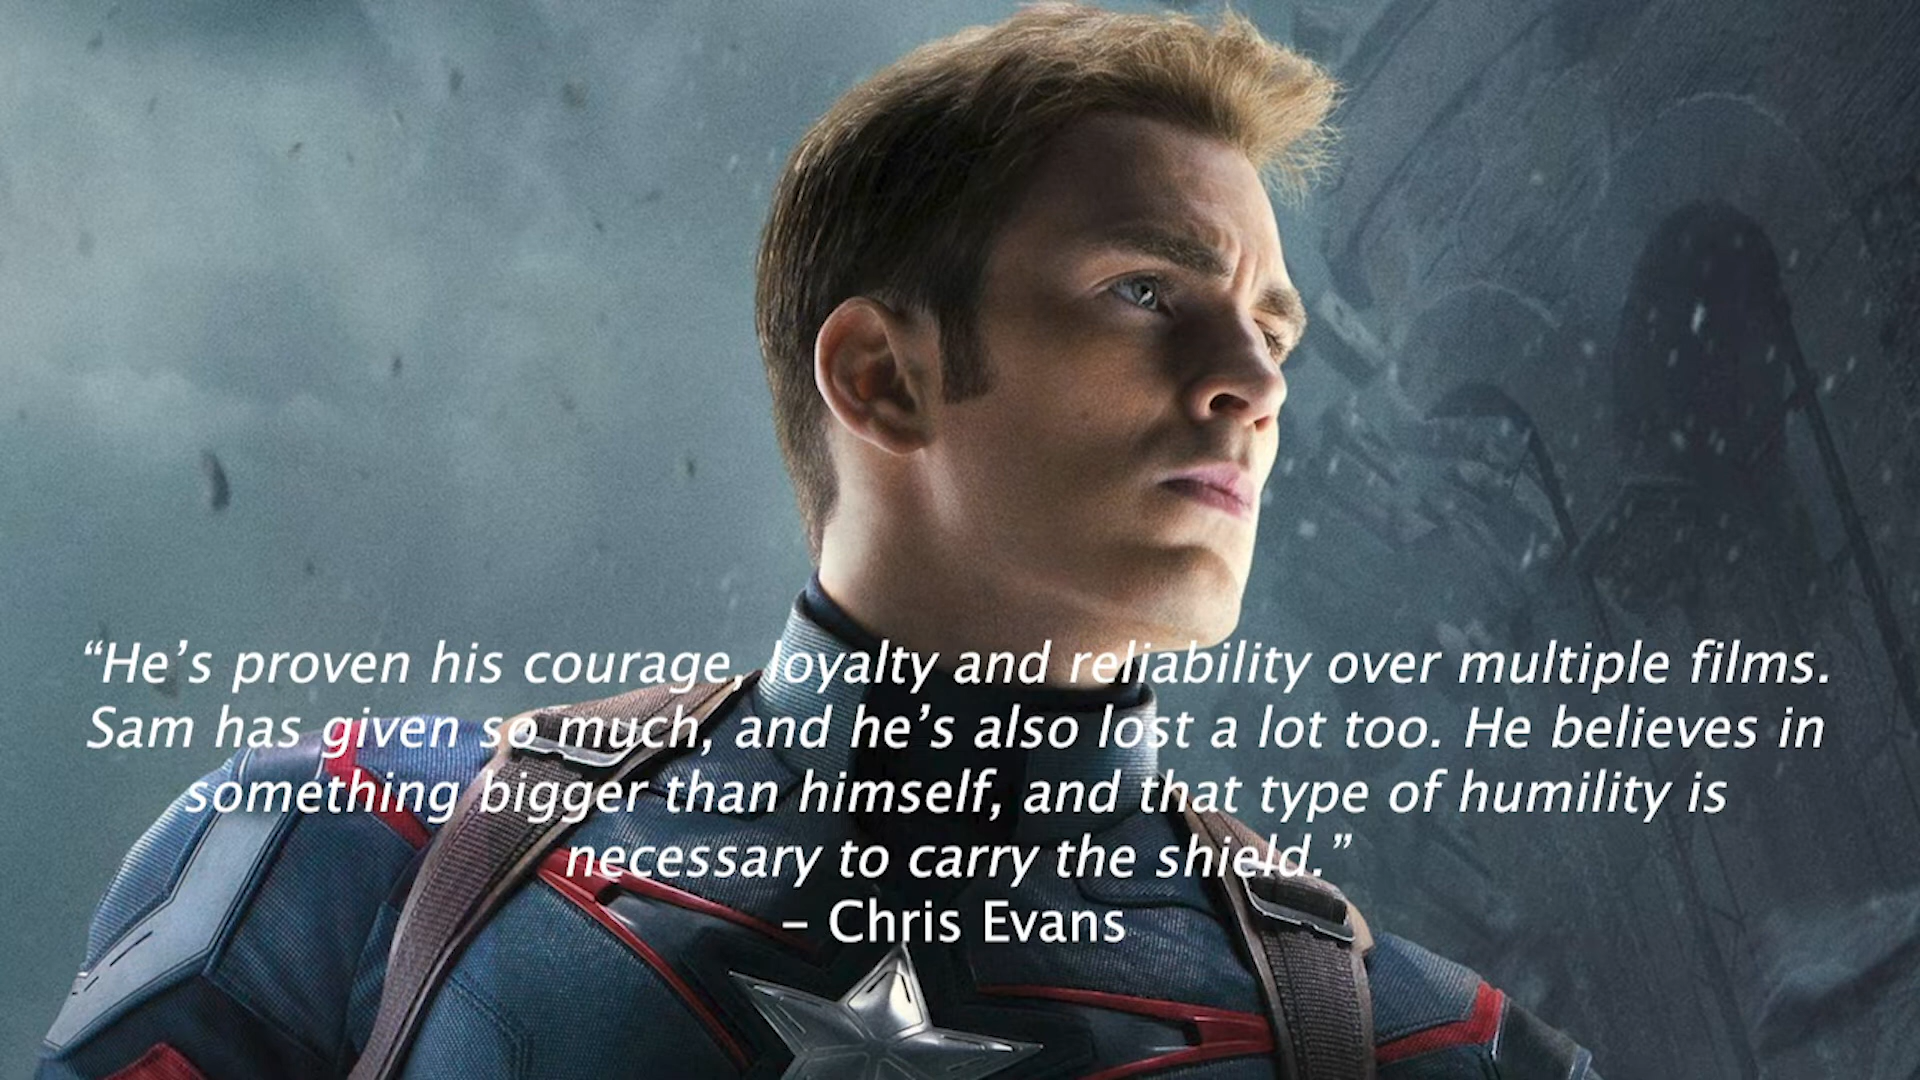 “He’s proven his courage, loyalty and reliability over multiple films.
Sam has given so much, and he’s also lost a lot too. He believes in
something bigger than himself, and that type of humility is
necessary to carry the shield.”
– Chris Evans